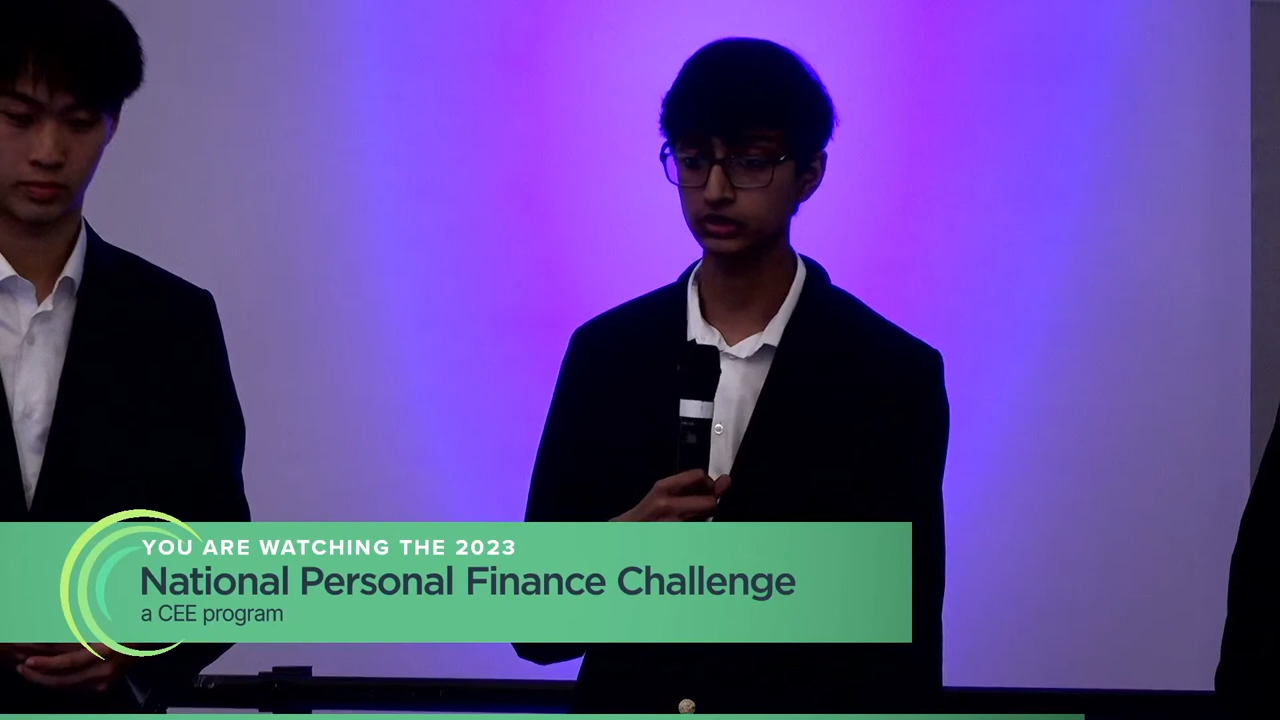 YOU ARE WATCHING THE 2023
National Personal Finance Challenge
a CEE program